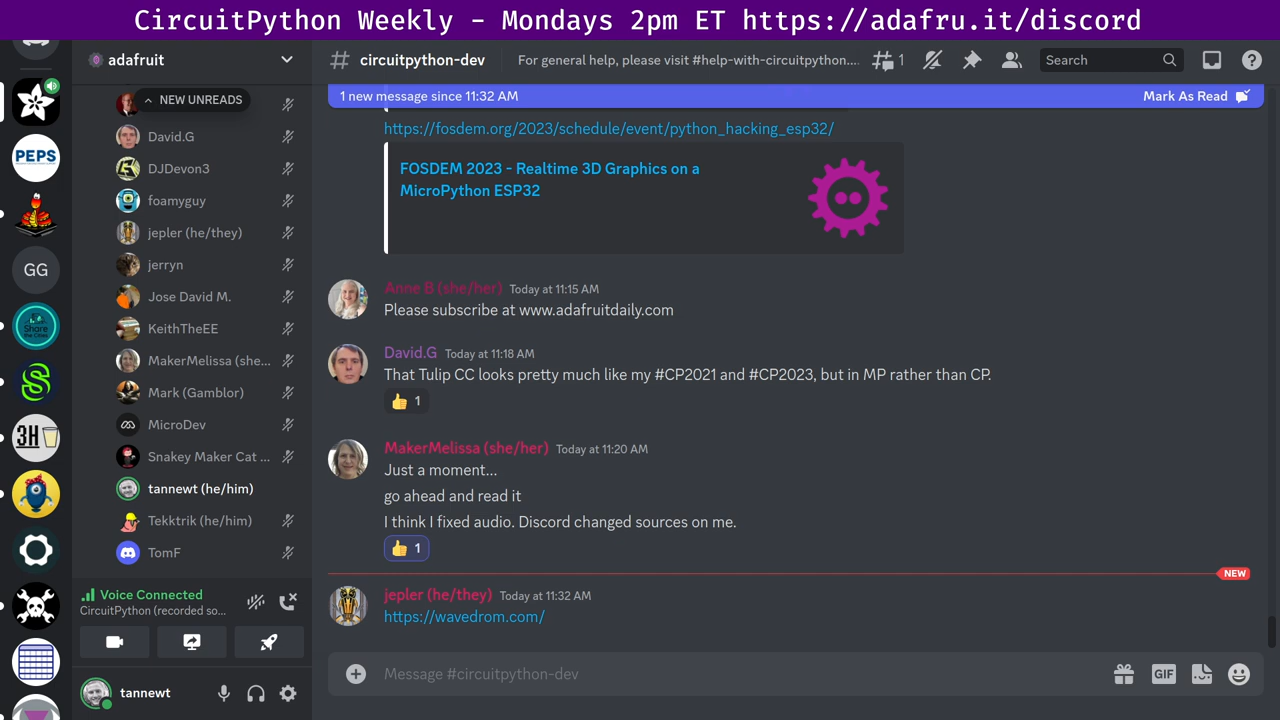 CircuitPython Weekly - Mondays 2pm ET https://adafru.it/discord
adafruit
NEW UNREADS
David.G
DJDevon3
foamyguy
jepler (he/they)
jerryn
Jose David M.
KeithTheEE
MakerMelissa (she...
Mark (Gamblor)
MicroDev
Snakey Maker Cat ...
tannewt (he/him)
Tekktrik (he/him)
TomF
Voice Connected
CircuitPython (recorded so...
tannewt
PEPS
GG
Share
the Cities
3H
circuitpython-dev
For general help, please visit #help-with-circuitpython....
1
Search
1 new message since 11:32 AM
Mark As Read
https://fosdem.org/2023/schedule/event/python_hacking_esp32/
FOSDEM 2023 - Realtime 3D Graphics on a
MicroPython ESP32
Anne B (she/her) Today at 11:15 AM
Please subscribe at www.adafruitdaily.com
David.G Today at 11:18 AM
That Tulip CC looks pretty much like my #CP2021 and #CP2023, but in MP rather than CP.
👍 1
MakerMelissa (she/her) Today at 11:20 AM
Just a moment...
go ahead and read it
I think I fixed audio. Discord changed sources on me.
👍 1
NEW
jepler (he/they) Today at 11:32 AM
https://wavedrom.com/
Message #circuitpython-dev
GIF